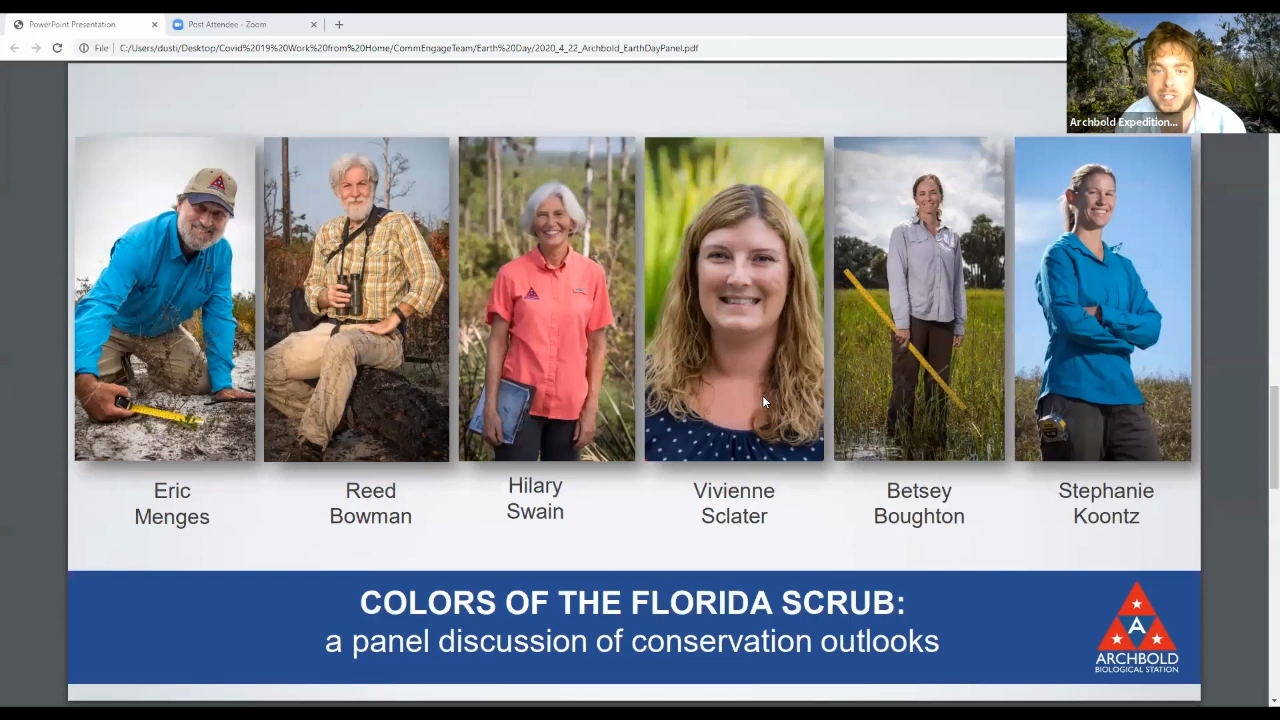 PowerPoint Presentation
Post Attendee - Zoom
File
C:/Users/dusti/Desktop/Covid%2019%20Work%20from%20Home/CommEngageTeam/Earth%20Day/2020_4_22_Archbold_EarthDayPanel.pdf
Archbold Expedition...
Eric
Menges
Reed
Bowman
Hilary
Swain
Vivienne
Sclater
Betsey
Boughton
Stephanie
Koontz
COLORS OF THE FLORIDA SCRUB:
a panel discussion of conservation outlooks
A
ARCHBOLD
BIOLOGICAL STATION